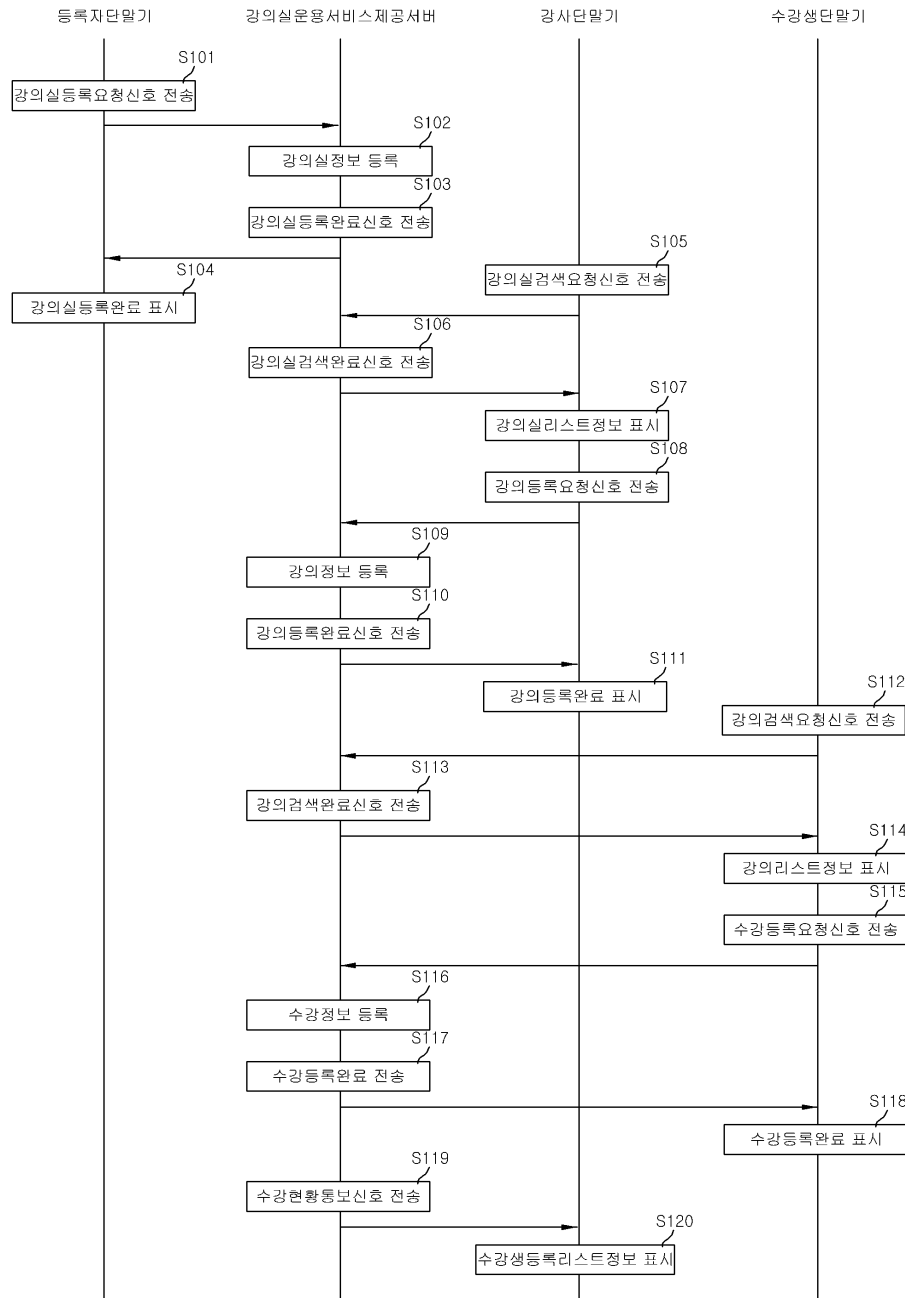 등록자단말기
강의실운용서비스제공서버
강사단말기
수강생단말기
S101
강의실등록요청신호 전송
S102
강의실정보 등록
S103
강의실등록완료신호 전송
S104
강의실등록완료 표시
S105
강의실검색요청신호 전송
S106
강의실검색완료신호 전송
S107
강의실리스트정보 표시
S108
강의등록요청신호 전송
S109
강의정보 등록
S110
강의등록완료신호 전송
S111
강의등록완료 표시
S112
강의검색요청신호 전송
S113
강의검색완료신호 전송
S114
강의리스트정보 표시
S115
수강등록요청신호 전송
S116
수강정보 등록
S117
수강등록완료 전송
S118
수강등록완료 표시
S119
수강현황통보신호 전송
S120
수강생등록리스트정보 표시